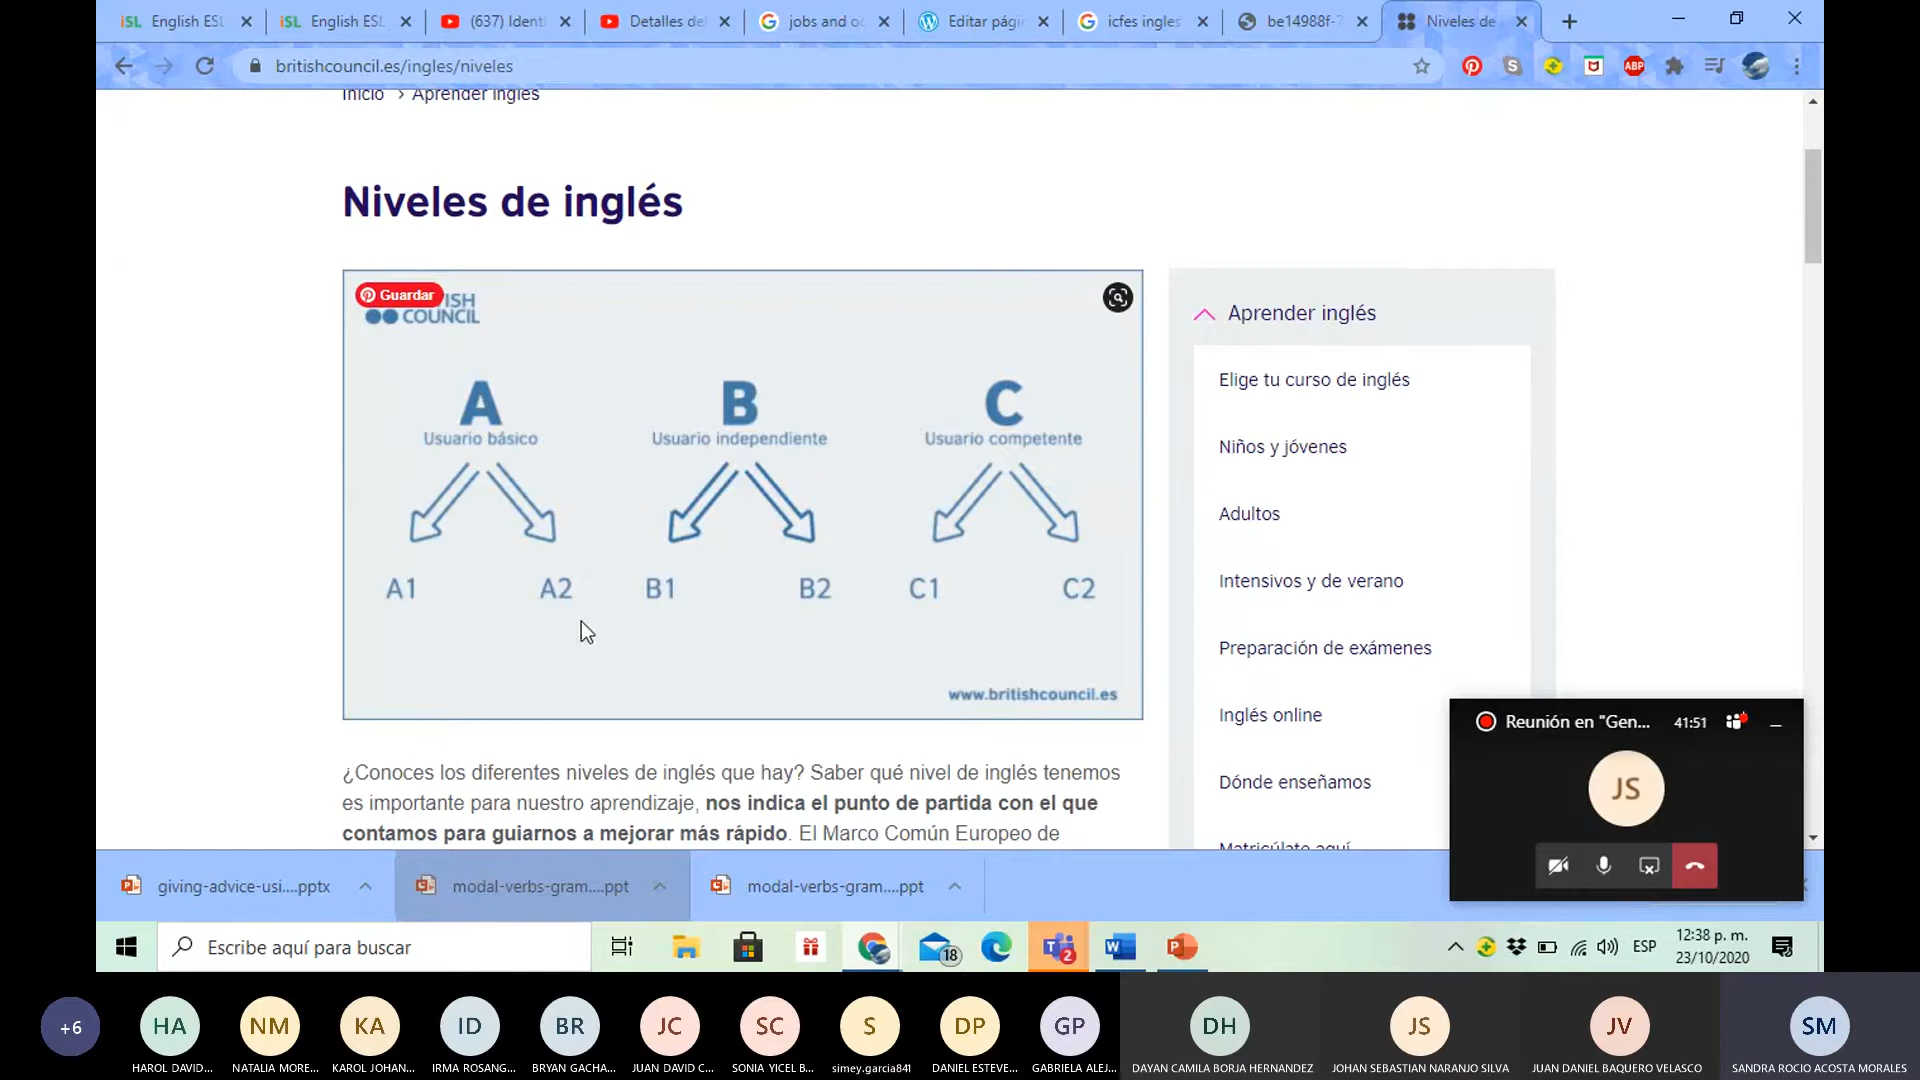 English ESL
English ESL
(637) Identi
Detalles de
jobs and oc
Editar págin
icfes ingles
be14988f-7
Niveles de
britishcouncil.es/ingles/niveles
Inicio > Aprender inglés
Niveles de inglés
Guardar
ISH
COUNCIL
A B C
Usuario básico Usuario independiente Usuario competente
A1 A2 B1 B2 C1 C2
www.britishcouncil.es
¿Conoces los diferentes niveles de inglés que hay? Saber qué nivel de inglés tenemos
es importante para nuestro aprendizaje, nos indica el punto de partida con el que
contamos para guiarnos a mejorar más rápido. El Marco Común Europeo de
Aprender inglés
Elige tu curso de inglés
Niños y jóvenes
Adultos
Intensivos y de verano
Preparación de exámenes
Inglés online
Dónde enseñamos
Matricúlate aquí
Reunión en "Gen... 41:51
JS
giving-advice-usi....pptx
modal-verbs-gram....ppt
modal-verbs-gram....ppt
Escribe aquí para buscar
18
2
ESP
12:38 p. m.
23/10/2020
+6 HA NM KA ID BR JC SC S DP GP DH JS JV SM
HAROL DAVID... NATALIA MORE... KAROL JOHAN... IRMA ROSANG... BRYAN GACHA... JUAN DAVID C... SONIA YICEL B... simey.garcia841 DANIEL ESTEVE... GABRIELA ALEJ... DAYAN CAMILA BORJA HERNANDEZ JOHAN SEBASTIAN NARANJO SILVA JUAN DANIEL BAQUERO VELASCO SANDRA ROCIO ACOSTA MORALES